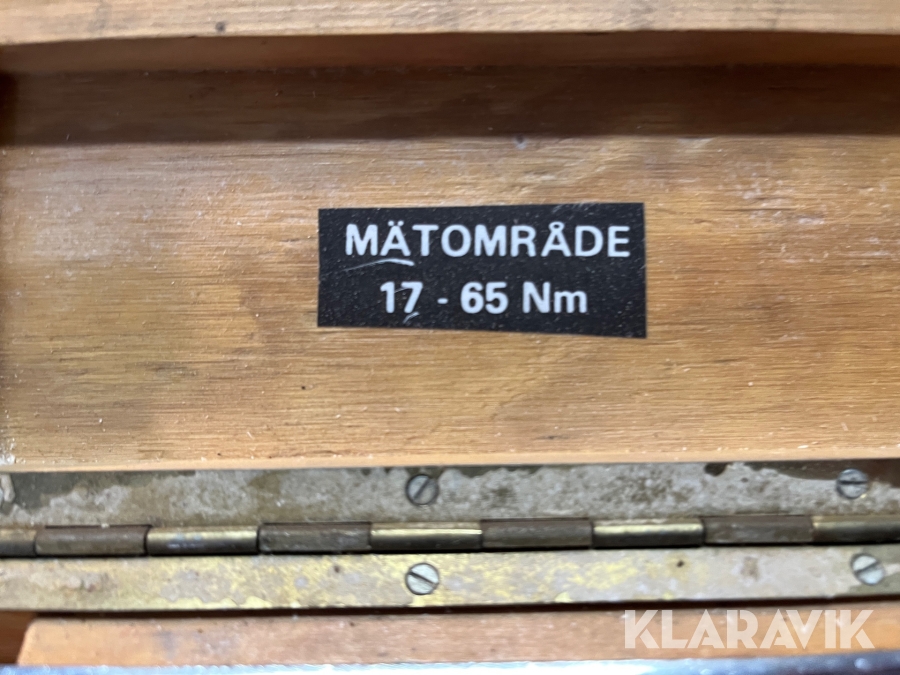 MÄTOMRÅDE
17 - 65 Nm
KLARAVIK